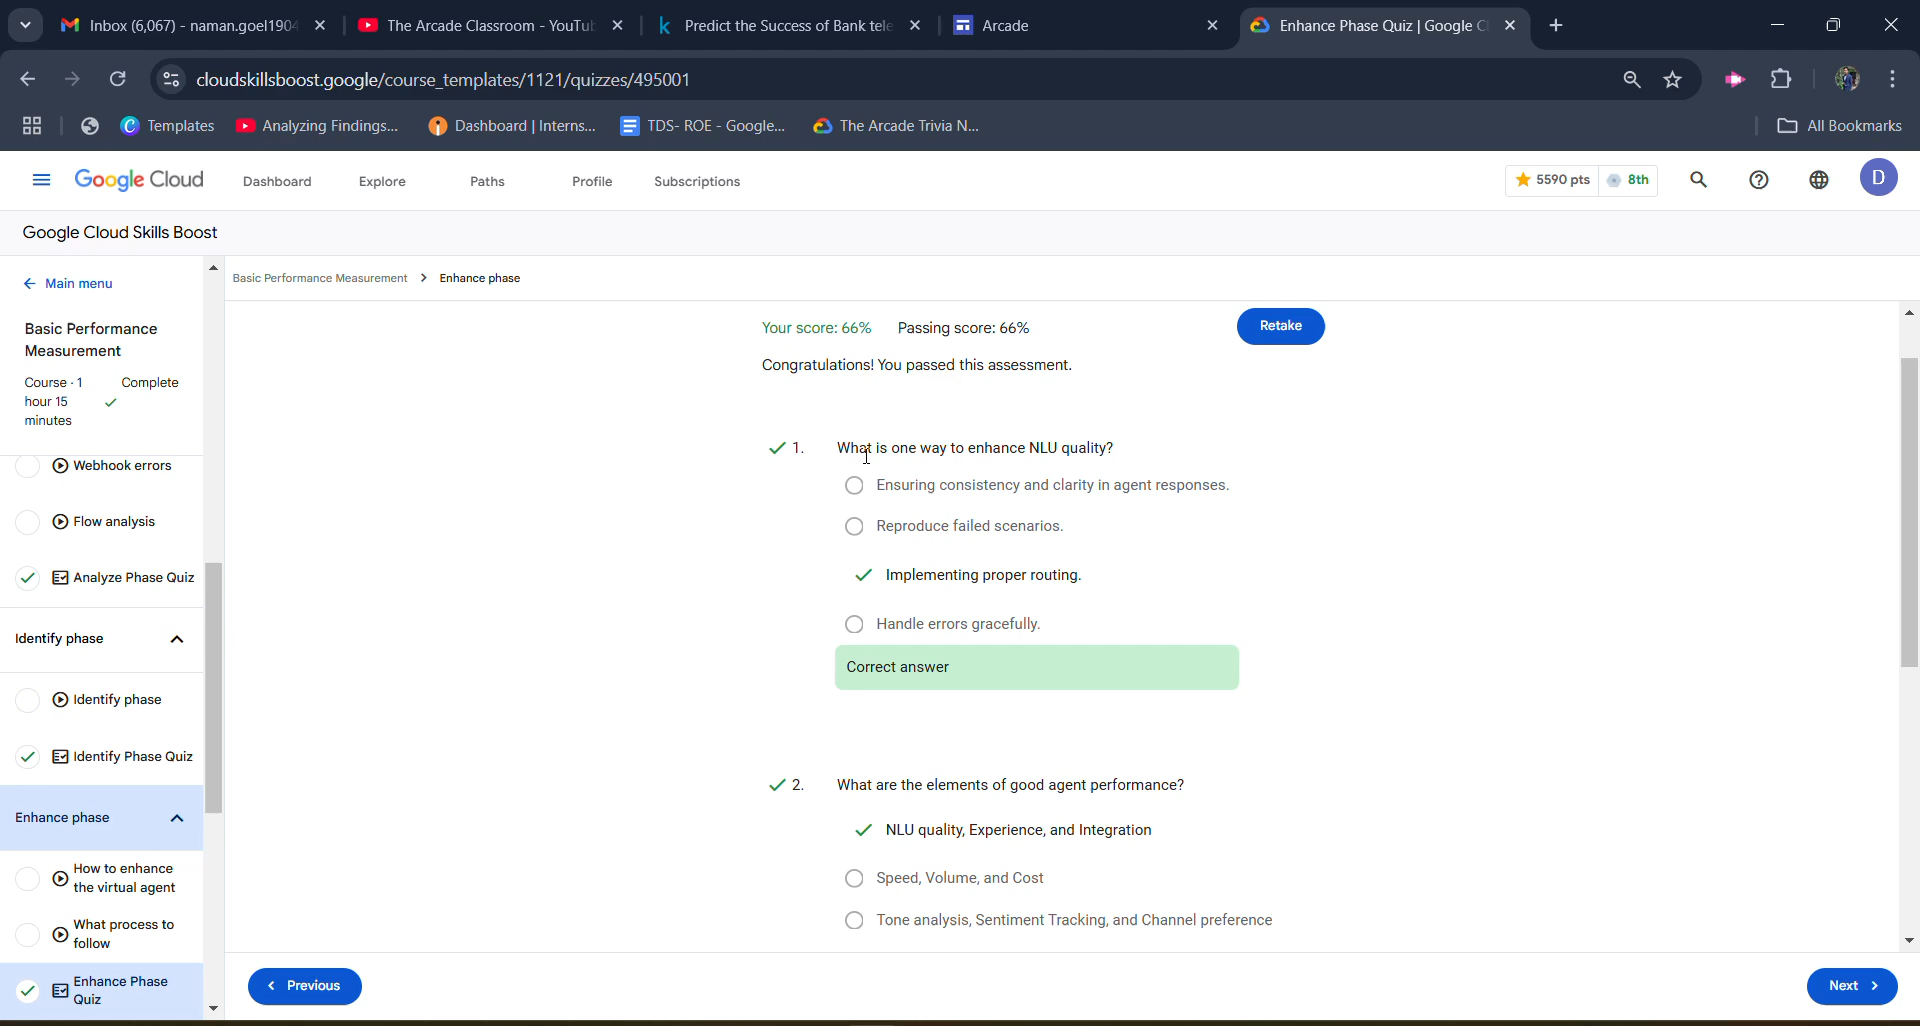 Inbox (6,067) - naman.goel1904
The Arcade Classroom - YouTub
Predict the Success of Bank tele
Arcade
Enhance Phase Quiz | Google Cl
cloudskillsboost.google/course_templates/1121/quizzes/495001
Templates
Analyzing Findings...
Dashboard | Interns...
TDS- ROE - Google...
The Arcade Trivia N...
All Bookmarks
Google Cloud
Dashboard
Explore
Paths
Profile
Subscriptions
5590 pts
8th
D
Google Cloud Skills Boost
Main menu
Basic Performance Measurement > Enhance phase
Basic Performance
Measurement
Course · 1
hour 15
minutes
Complete
Webhook errors
Flow analysis
Analyze Phase Quiz
Identify phase
Identify phase
Identify Phase Quiz
Enhance phase
How to enhance
the virtual agent
What process to
follow
Enhance Phase
Quiz
Your score: 66% Passing score: 66%
Retake
Congratulations! You passed this assessment.
1. What is one way to enhance NLU quality?
Ensuring consistency and clarity in agent responses.
Reproduce failed scenarios.
Implementing proper routing.
Handle errors gracefully.
Correct answer
2. What are the elements of good agent performance?
NLU quality, Experience, and Integration
Speed, Volume, and Cost
Tone analysis, Sentiment Tracking, and Channel preference
Previous
Next